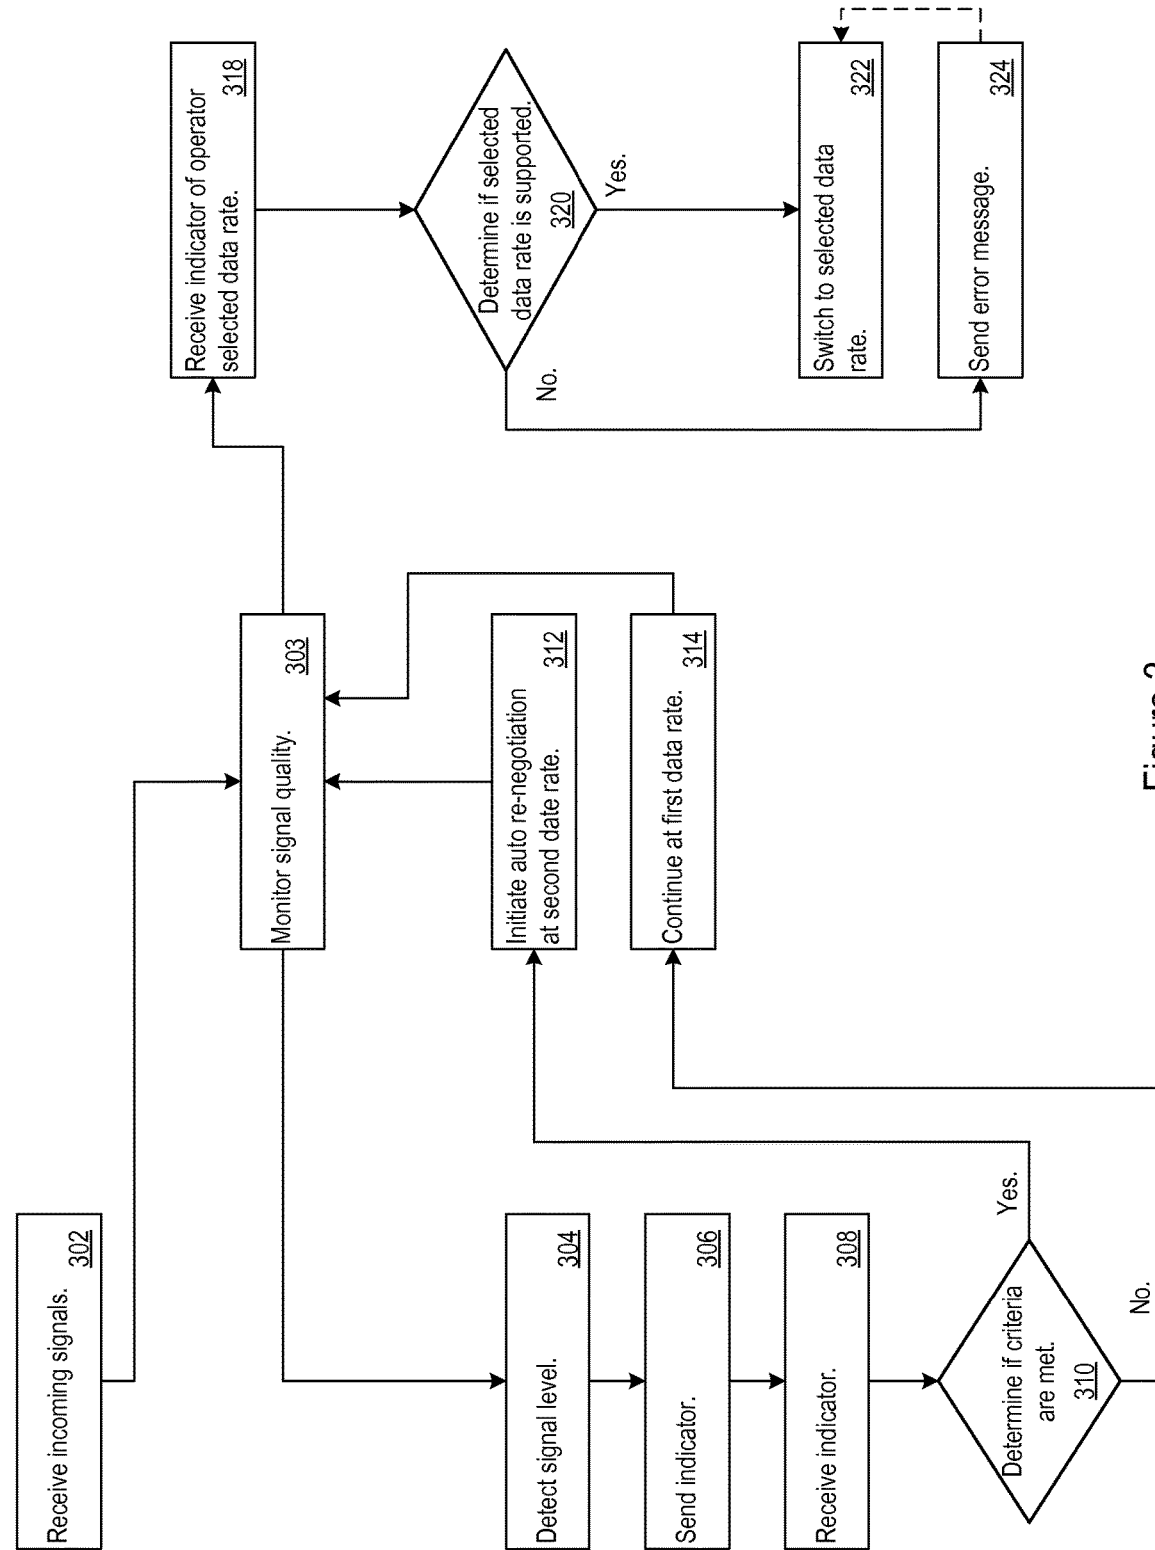 Receive incoming signals.
302
Monitor signal quality.
303
Receive indicator of operator
selected data rate.
318
Detect signal level.
304
Send indicator.
306
Receive indicator.
308
Determine if criteria
are met.
310
Yes.
No.
Initiate auto re-negotiation
at second date rate.
312
Continue at first data rate.
314
Determine if selected
data rate is supported.
320
Yes.
No.
Switch to selected data
rate.
322
Send error message.
324